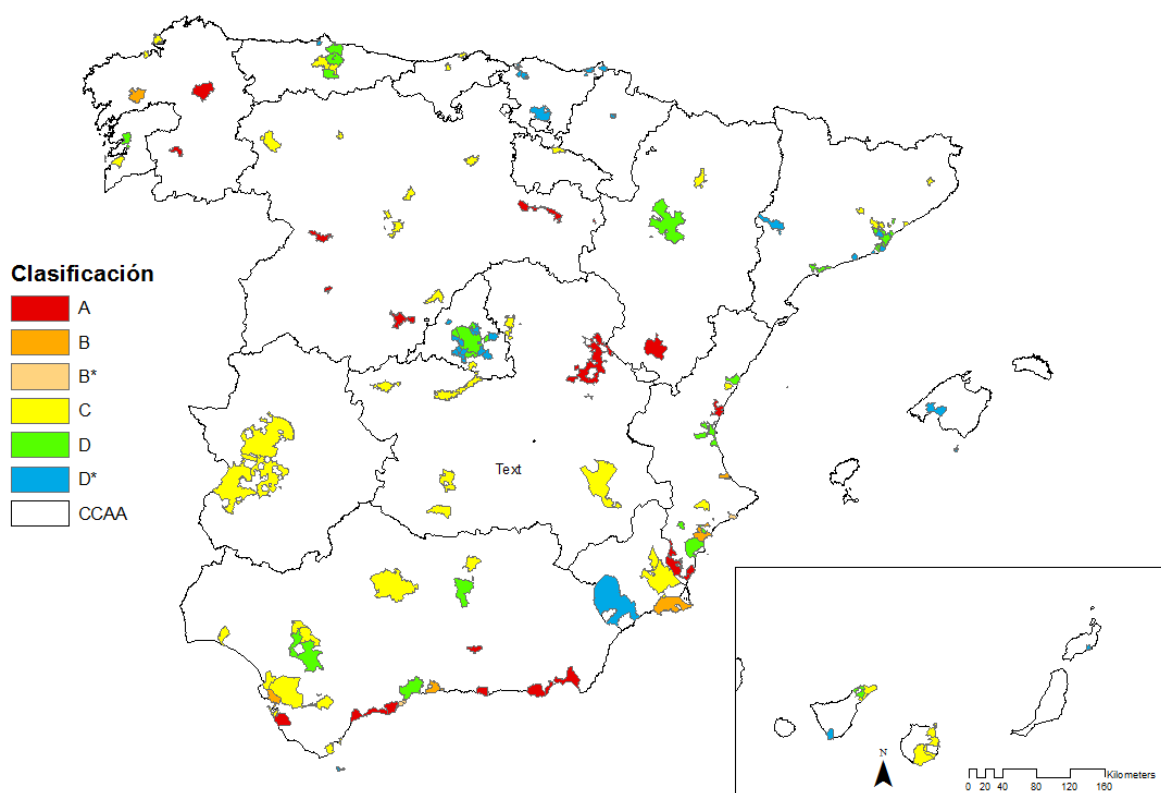 Clasificación
A
B
B*
C
D
D*
CCAA
Text
N
Kilometers
0 20 40 80 120 160